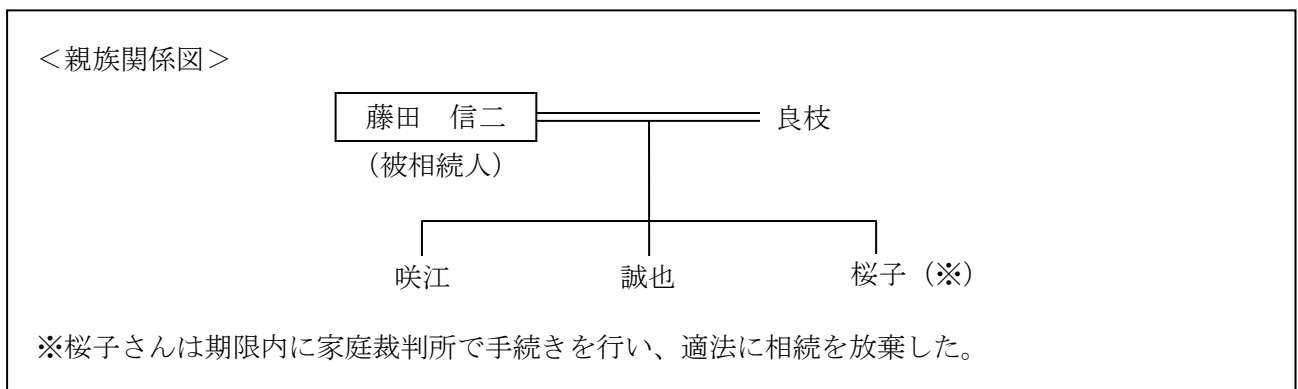 ＜親族関係図＞
藤田　信二
良枝
（被相続人）
咲江
誠也
桜子（※）
※桜子さんは期限内に家庭裁判所で手続きを行い、適法に相続を放棄した。